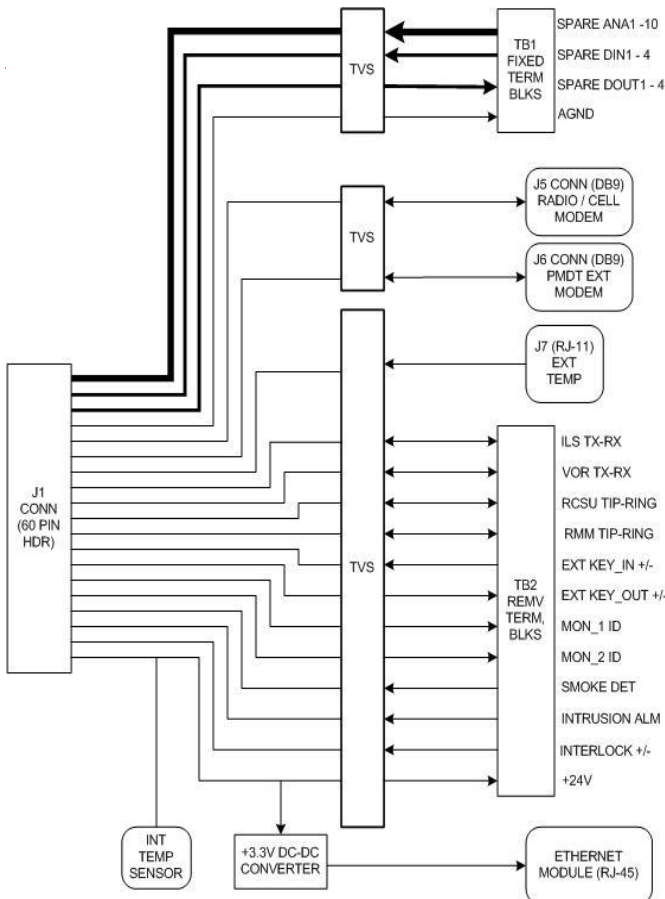 SPARE ANA1 -10
TB1
FIXED
TERM
BLKS
TVS
SPARE DIN1 - 4
SPARE DOUT1 - 4
AGND
J5 CONN (DB9)
RADIO / CELL
MODEM
TVS
J6 CONN (DB9)
PMDT EXT
MODEM
J7 (RJ-11)
EXT
TEMP
J1
CONN
(60 PIN
HDR)
TVS
TB2
REMV
TERM,
BLKS
ILS TX-RX
VOR TX-RX
RCSU TIP-RING
RMM TIP-RING
EXT KEY_IN +/-
EXT KEY_OUT +/-
MON_1 ID
MON_2 ID
SMOKE DET
INTRUSION ALM
INTERLOCK +/-
+24V
INT
TEMP
SENSOR
+3.3V DC-DC
CONVERTER
ETHERNET
MODULE (RJ-45)